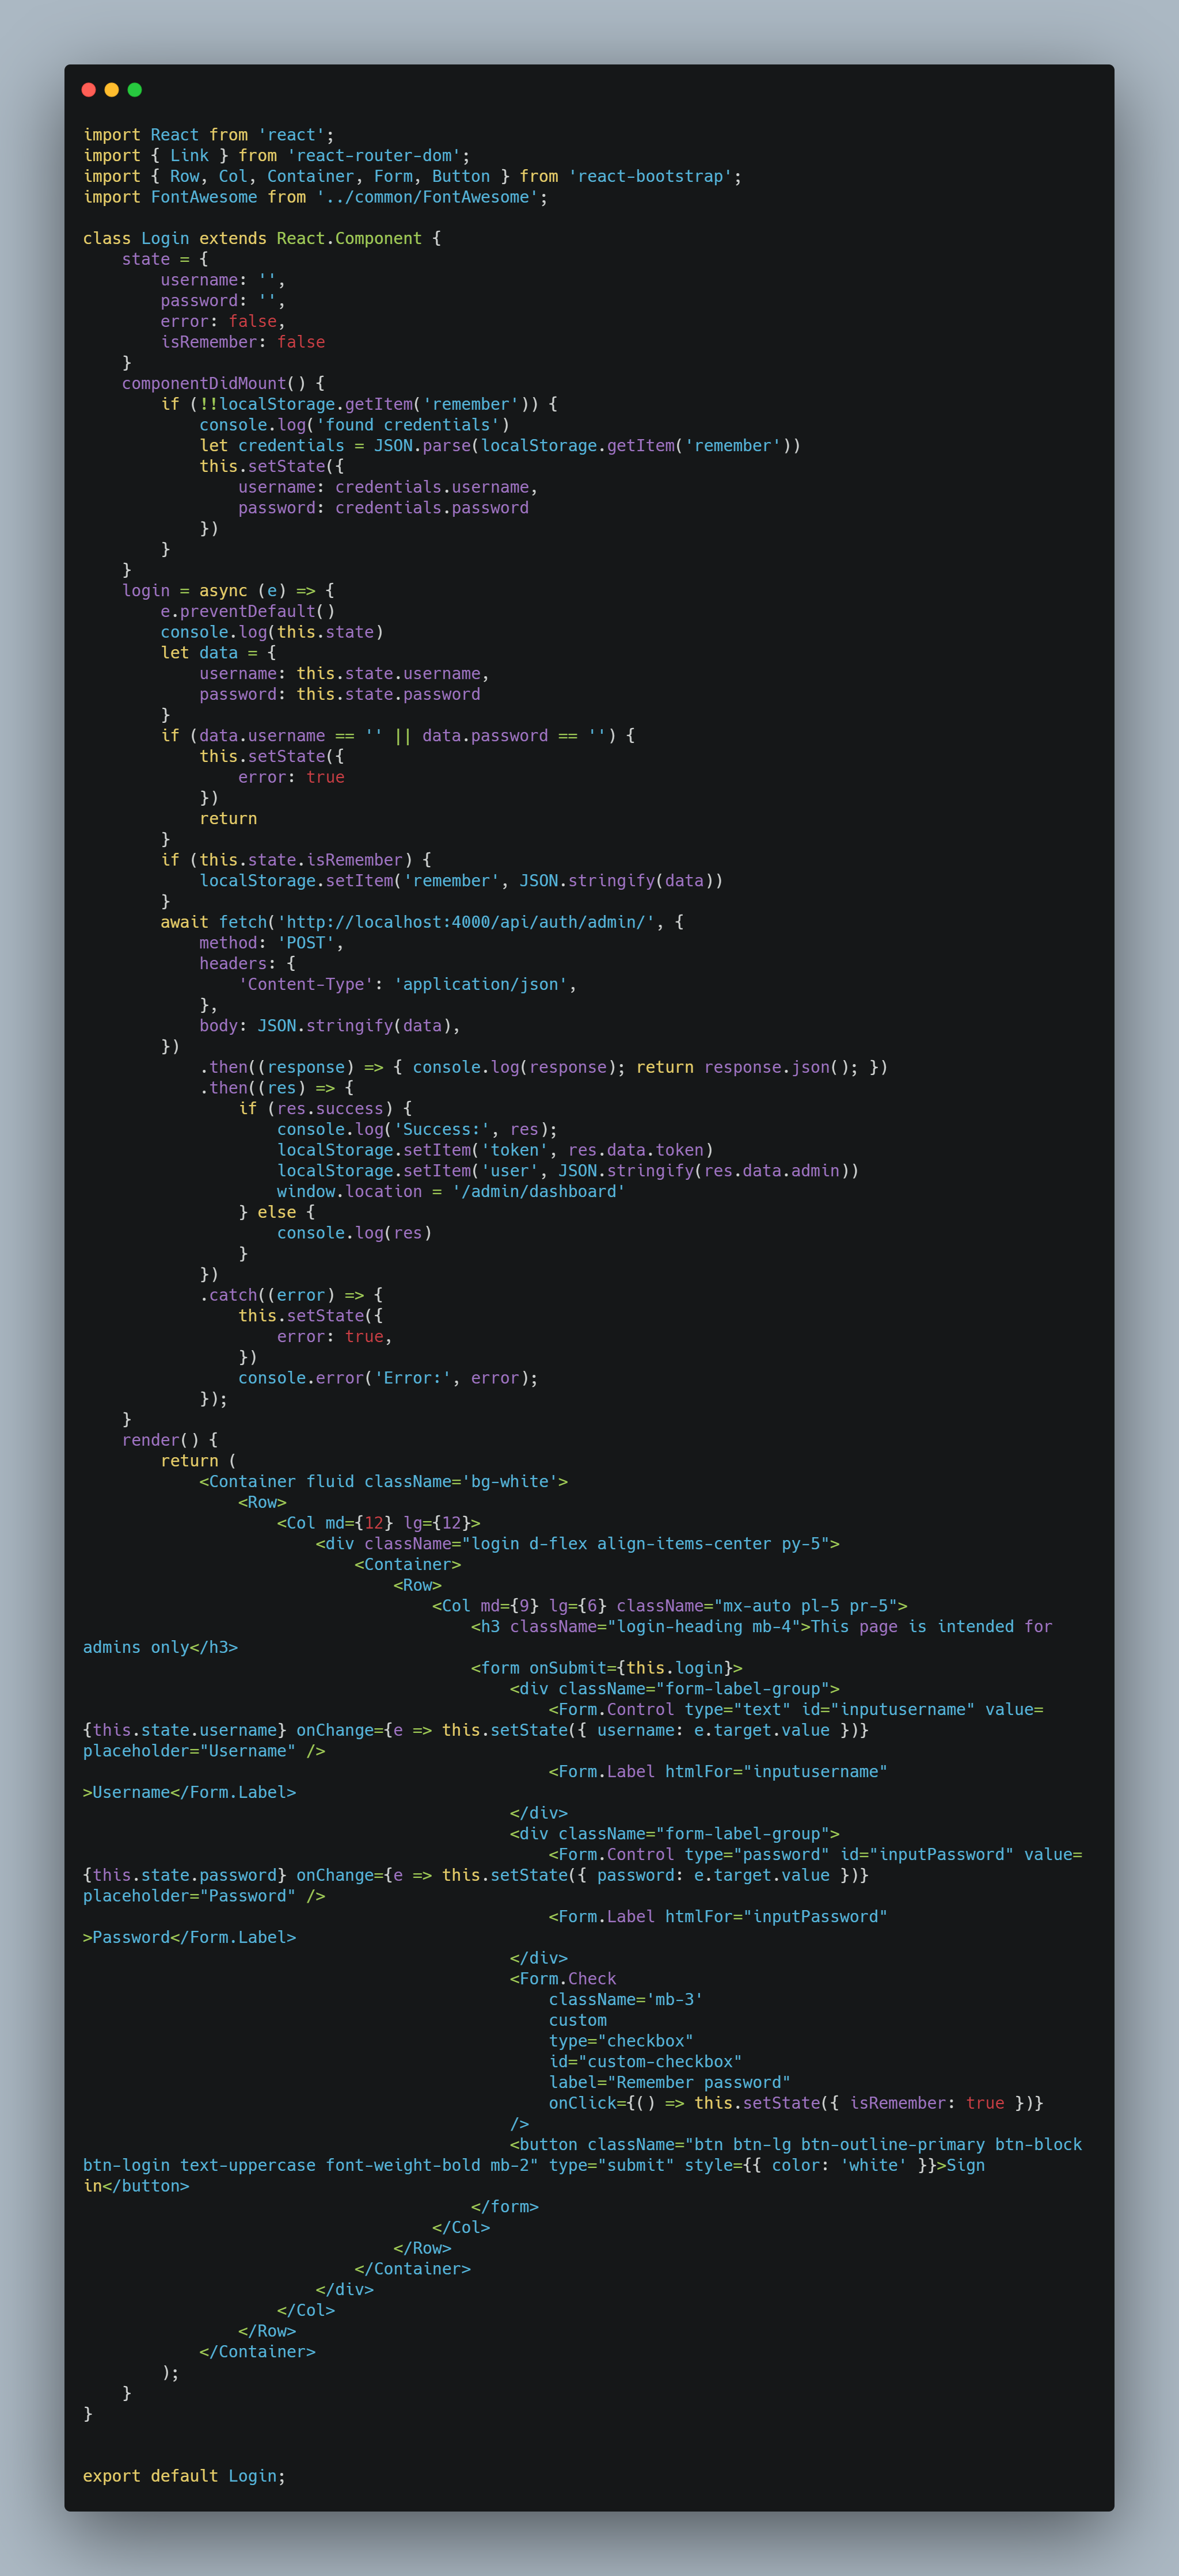 import React from 'react';
import { Link } from 'react-router-dom';
import { Row, Col, Container, Form, Button } from 'react-bootstrap';
import FontAwesome from '../common/FontAwesome';

class Login extends React.Component {
    state = {
        username: '',
        password: '',
        error: false,
        isRemember: false
    }
    componentDidMount() {
        if (!!localStorage.getItem('remember')) {
            console.log('found credentials')
            let credentials = JSON.parse(localStorage.getItem('remember'))
            this.setState({
                username: credentials.username,
                password: credentials.password
            })
        }
    }
    login = async (e) => {
        e.preventDefault()
        console.log(this.state)
        let data = {
            username: this.state.username,
            password: this.state.password
        }
        if (data.username == '' || data.password == '') {
            this.setState({
                error: true
            })
            return
        }
        if (this.state.isRemember) {
            localStorage.setItem('remember', JSON.stringify(data))
        }
        await fetch('http://localhost:4000/api/auth/admin/', {
            method: 'POST',
            headers: {
                'Content-Type': 'application/json',
            },
            body: JSON.stringify(data),
        })
            .then((response) => { console.log(response); return response.json(); })
            .then((res) => {
                if (res.success) {
                    console.log('Success:', res);
                    localStorage.setItem('token', res.data.token)
                    localStorage.setItem('user', JSON.stringify(res.data.admin))
                    window.location = '/admin/dashboard'
                } else {
                    console.log(res)
                }
            })
            .catch((error) => {
                this.setState({
                    error: true,
                })
                console.error('Error:', error);
            });
    }
    render() {
        return (
            <Container fluid className='bg-white'>
                <Row>
                    <Col md={12} lg={12}>
                        <div className="login d-flex align-items-center py-5">
                            <Container>
                                <Row>
                                    <Col md={9} lg={6} className="mx-auto pl-5 pr-5">
                                        <h3 className="login-heading mb-4">This page is intended for
admins only</h3>
                                        <form onSubmit={this.login}>
                                            <div className="form-label-group">
                                                <Form.Control type="text" id="inputusername" value=
{this.state.username} onChange={e => this.setState({ username: e.target.value })}
placeholder="Username" />
                                                <Form.Label htmlFor="inputusername"
>Username</Form.Label>
                                            </div>
                                            <div className="form-label-group">
                                                <Form.Control type="password" id="inputPassword" value=
{this.state.password} onChange={e => this.setState({ password: e.target.value })}
placeholder="Password" />
                                                <Form.Label htmlFor="inputPassword"
>Password</Form.Label>
                                            </div>
                                            <Form.Check
                                                className='mb-3'
                                                custom
                                                type="checkbox"
                                                id="custom-checkbox"
                                                label="Remember password"
                                                onClick={() => this.setState({ isRemember: true })}
                                            />
                                            <button className="btn btn-lg btn-outline-primary btn-block
btn-login text-uppercase font-weight-bold mb-2" type="submit" style={{ color: 'white' }}>Sign
in</button>
                                        </form>
                                    </Col>
                                </Row>
                            </Container>
                        </div>
                    </Col>
                </Row>
            </Container>
        );
    }
}


export default Login;